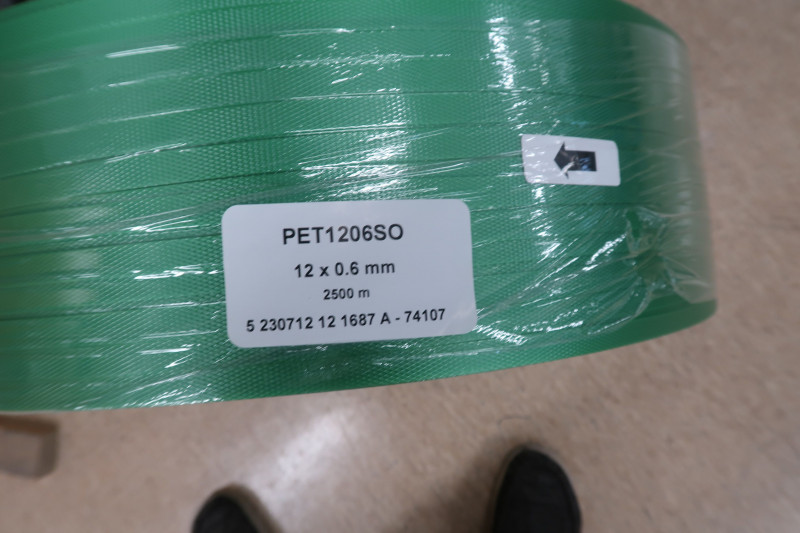 PET1206SO
12 x 0.6 mm
2500 m
5 230712 12 1687 A - 74107